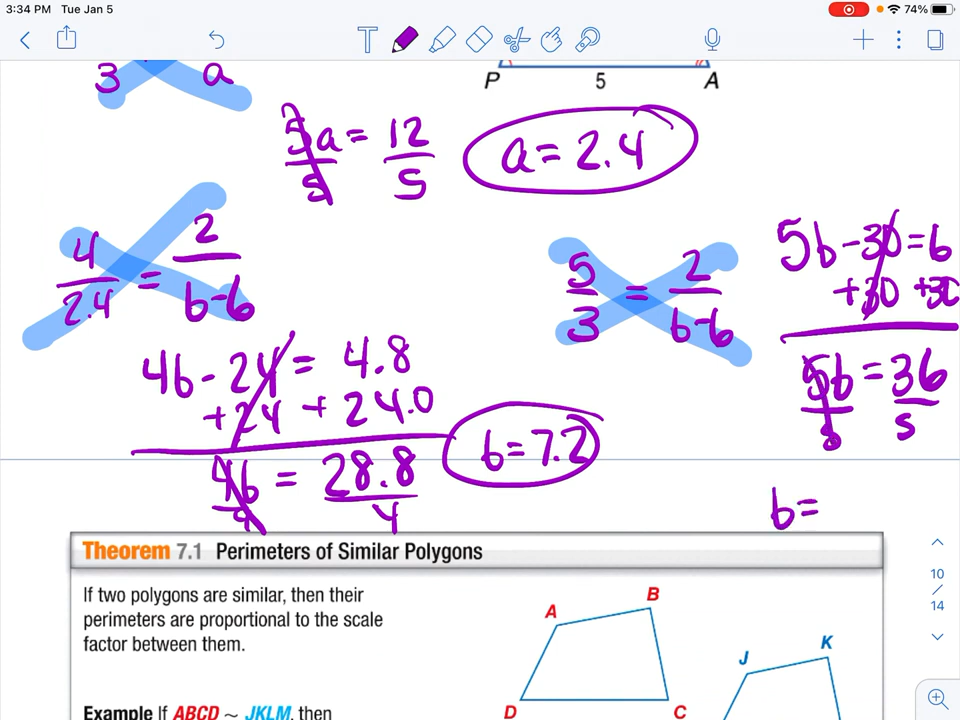 3:34 PM Tue Jan 5 74%
T
3 a
P 5 A
5a = 12
5 5
a = 2.4
4 = 2
2.4 b-6
4b - 24 = 4.8
+24 + 24.0
4b = 28.8
4 4
b = 7.2
5 = 2
3 b-6
5b - 30 = 6
+30 +30
5b = 36
5 5
b =
Theorem 7.1 Perimeters of Similar Polygons
If two polygons are similar, then their
perimeters are proportional to the scale
factor between them.
Example If ABCD ~ JKLM, then
A
B
D
C
J
K
10
/
14